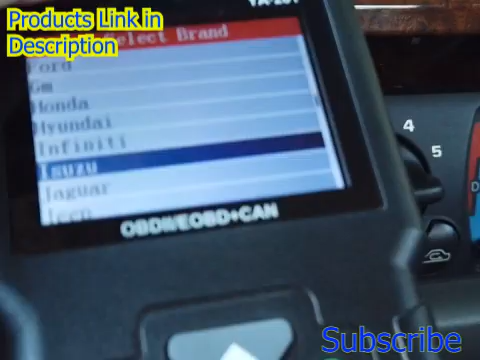 Products Link in
Description
Select Brand
Ford
Gm
Honda
Hyundai
Infiniti
Isuzu
Jaguar
Jeep
OBDII/EOBD+CAN
4
5
Subscribe